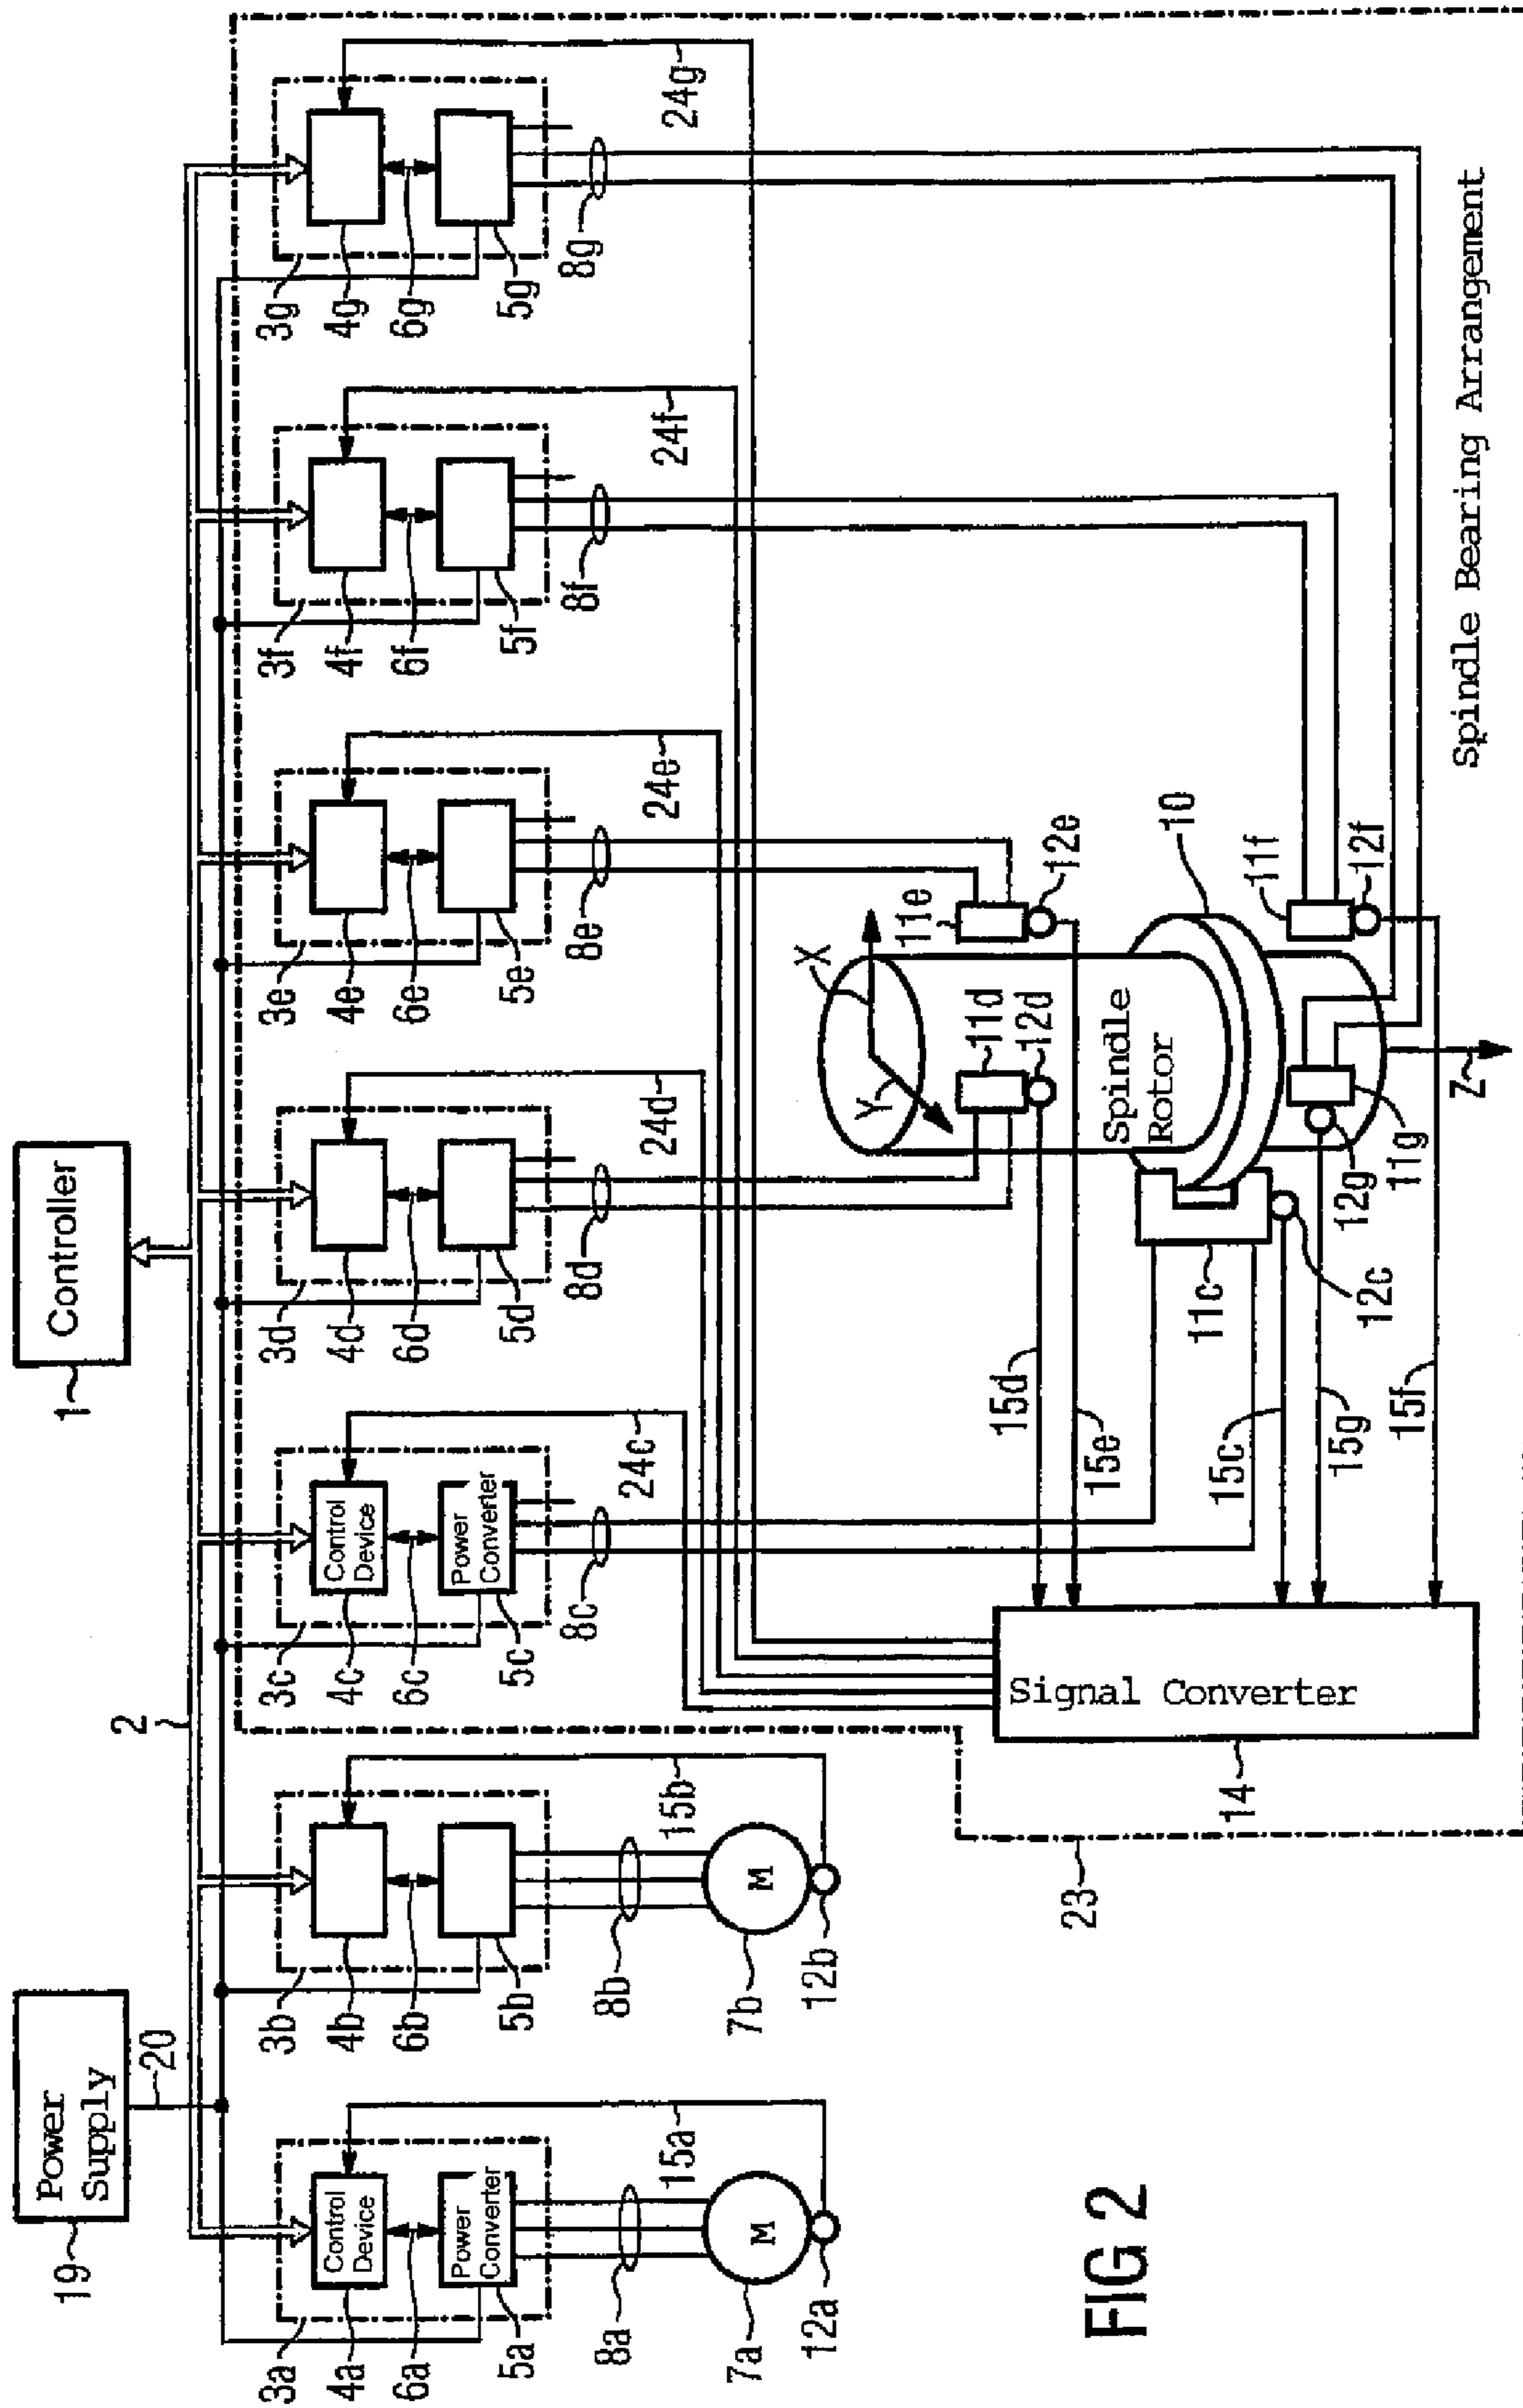 19
Power
Supply
20
1
Controller
2
3a
4a
Control
Device
6a
5a
Power
Converter
8a
15a
7a
M
12a
3b
4b
6b
5b
8b
15b
7b
M
12b
3c
4c
Control
Device
6c
5c
Power
Converter
8c
24c
3d
4d
6d
5d
8d
24d
3e
4e
6e
5e
8e
24e
3f
4f
6f
5f
8f
24f
3g
4g
6g
5g
8g
24g
23
14
Signal Converter
15d
15e
15c
15g
15f
X
Y
Z
11d
12d
11e
12e
Spindle
Rotor
10
11c
12c
12g
11g
11f
12f
Spindle Bearing Arrangement
FIG 2